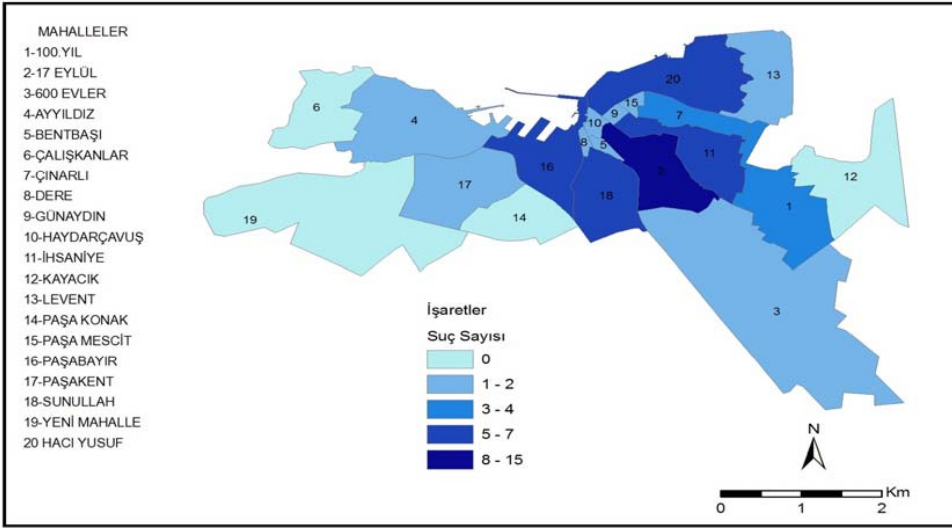 MAHALLELER
1-100.YIL
2-17 EYLÜL
3-600 EVLER
4-AYYILDIZ
5-BENTBAŞI
6-ÇALIŞKANLAR
7-ÇINARLI
8-DERE
9-GÜNAYDIN
10-HAYDARÇAVUŞ
11-İHSANİYE
12-KAYACIK
13-LEVENT
14-PAŞA KONAK
15-PAŞA MESCİT
16-PAŞABAYIR
17-PAŞAKENT
18-SUNULLAH
19-YENİ MAHALLE
20 HACI YUSUF
13
20
6
15
9
4
10
7
8
5
11
16
2
12
17
18
1
19
14
3
İşaretler
Suç Sayısı
0
1 - 2
3 - 4
5 - 7
8 - 15
N
Km
0 1 2